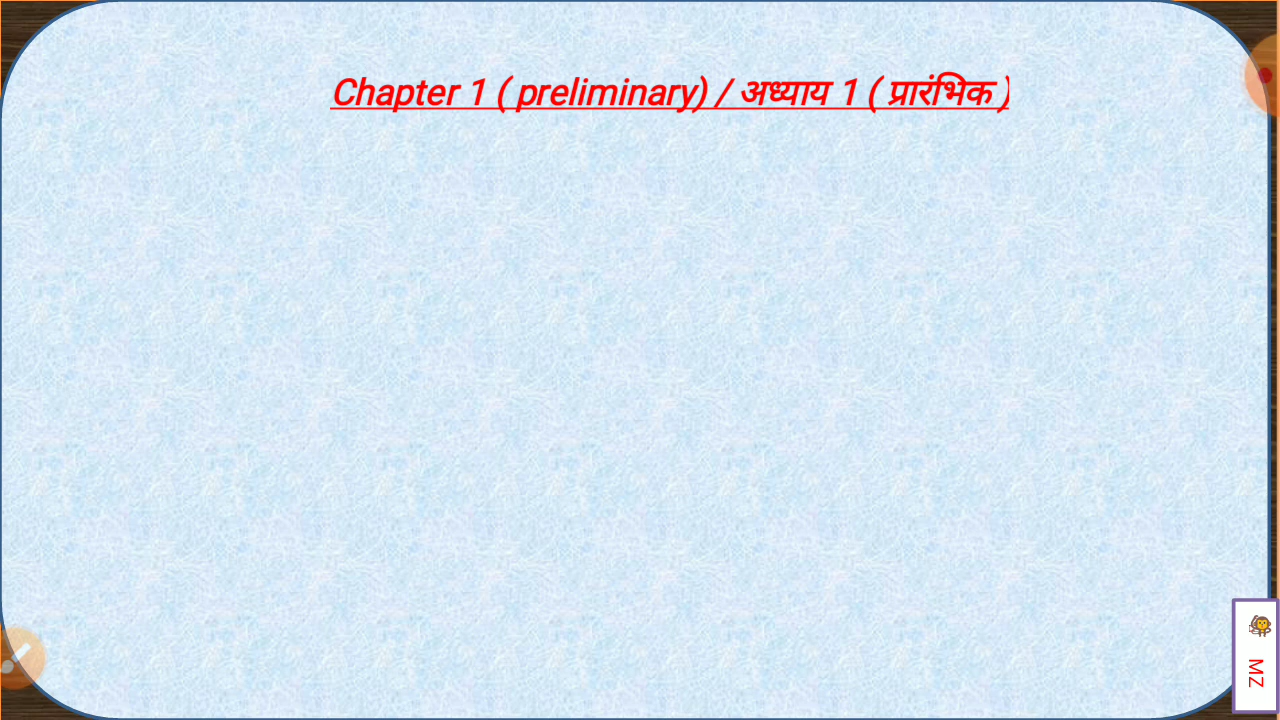 Chapter 1 ( preliminary) / अध्याय 1 ( प्रारंभिक )
MZ